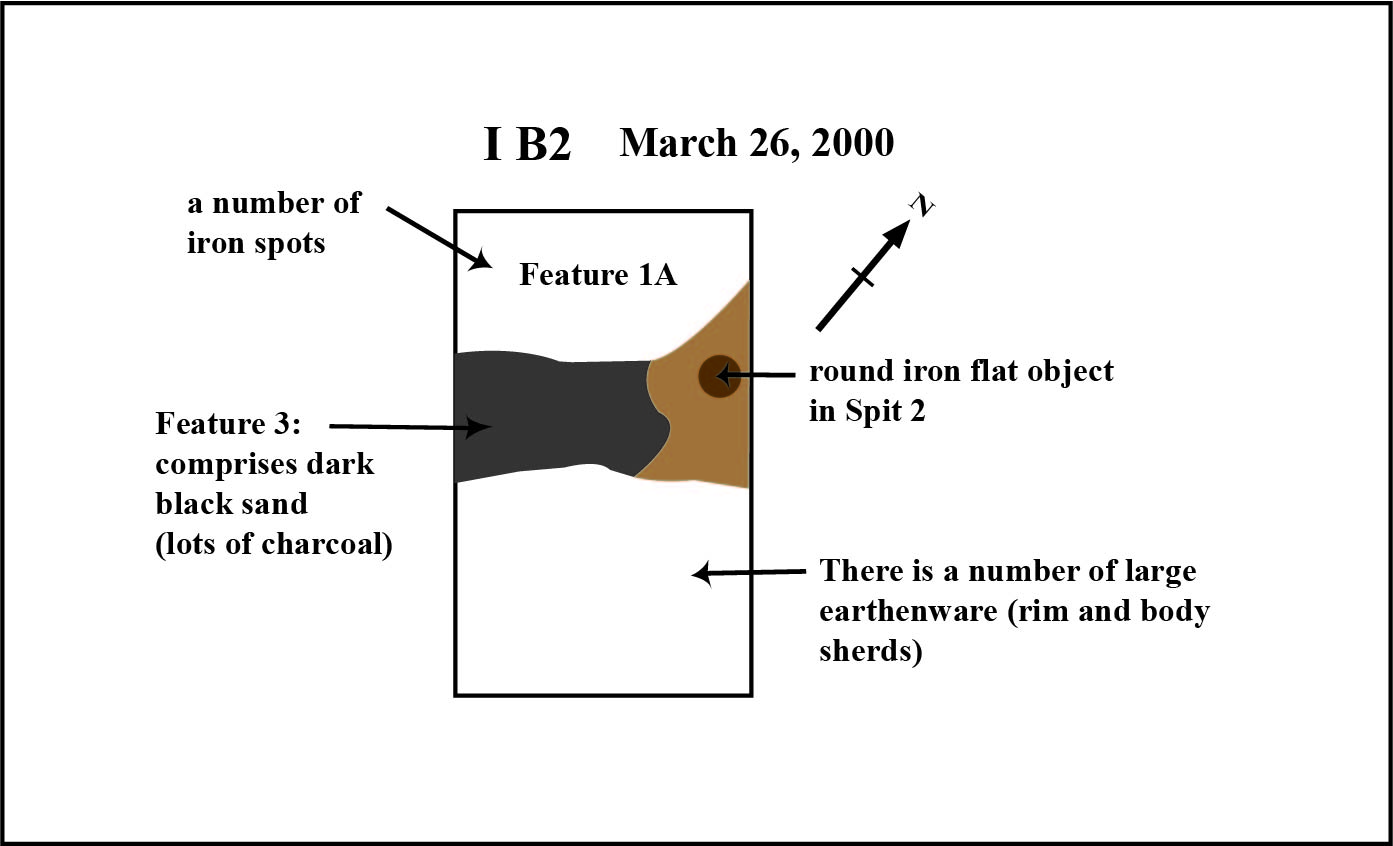 I B2 March 26, 2000
a number of
iron spots
N
Feature 1A
round iron flat object
in Spit 2
Feature 3:
comprises dark
black sand
(lots of charcoal)
There is a number of large
earthenware (rim and body
sherds)